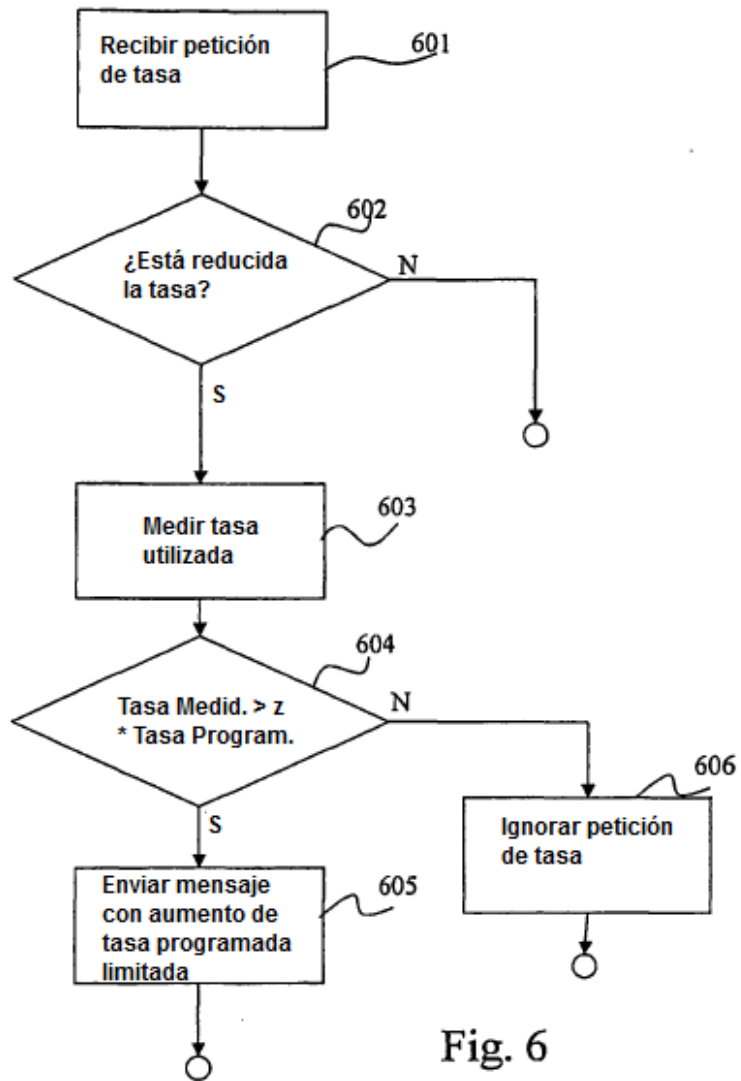 Recibir petición
de tasa
601
602
¿Está reducida
la tasa?
N
S
Medir tasa
utilizada
603
604
Tasa Medid. > z
* Tasa Program.
N
S
606
Ignorar petición
de tasa
Enviar mensaje
con aumento de
tasa programada
limitada
605
Fig. 6